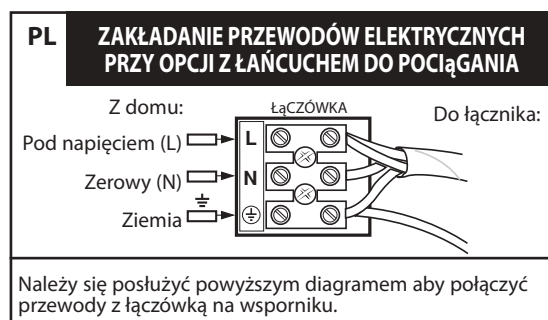 PL
ZAKŁADANIE PRZEWODÓW ELEKTRYCZNYCH
PRZY OPCJI Z ŁAŃCUCHEM DO POCIąGANIA
Z domu:
ŁąCZÓWKA
Do łącznika:
Pod napięciem (L)
L
Zerowy (N)
N
Ziemia
Należy się posłużyć powyższym diagramem aby połączyć
przewody z łączówką na wsporniku.